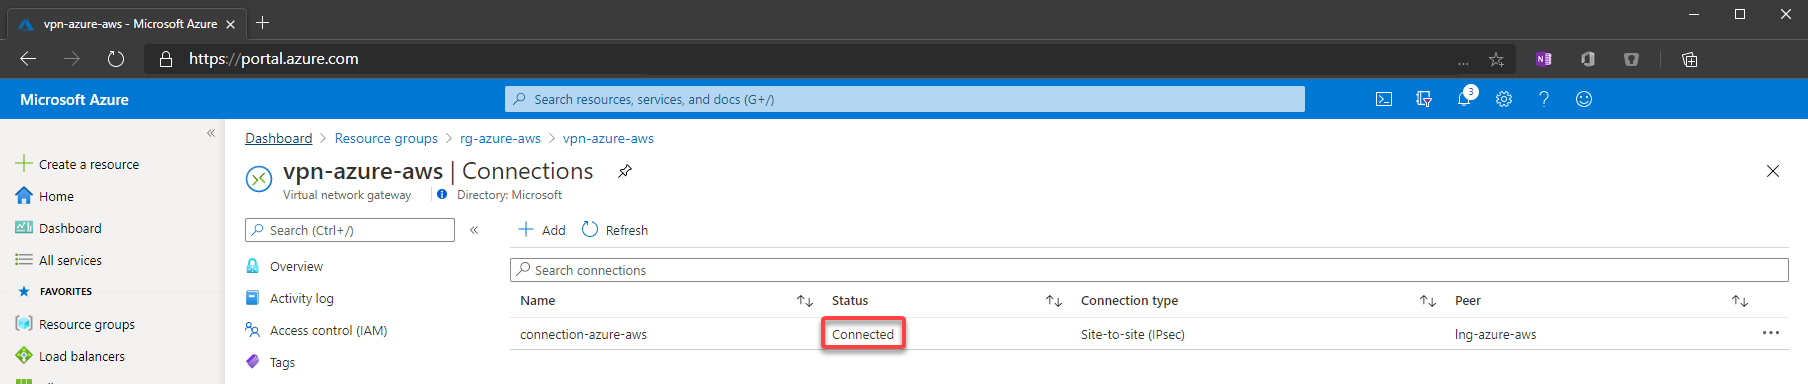 vpn-azure-aws - Microsoft Azure
https://portal.azure.com
Microsoft Azure
Search resources, services, and docs (G+/)
3
Dashboard > Resource groups > rg-azure-aws > vpn-azure-aws
Create a resource
Home
Dashboard
All services
FAVORITES
Resource groups
Load balancers
vpn-azure-aws | Connections
Virtual network gateway
Directory: Microsoft
Search (Ctrl+/)
Overview
Activity log
Access control (IAM)
Tags
Add
Refresh
Search connections
Name Status Connection type Peer
connection-azure-aws Connected Site-to-site (IPsec) lng-azure-aws